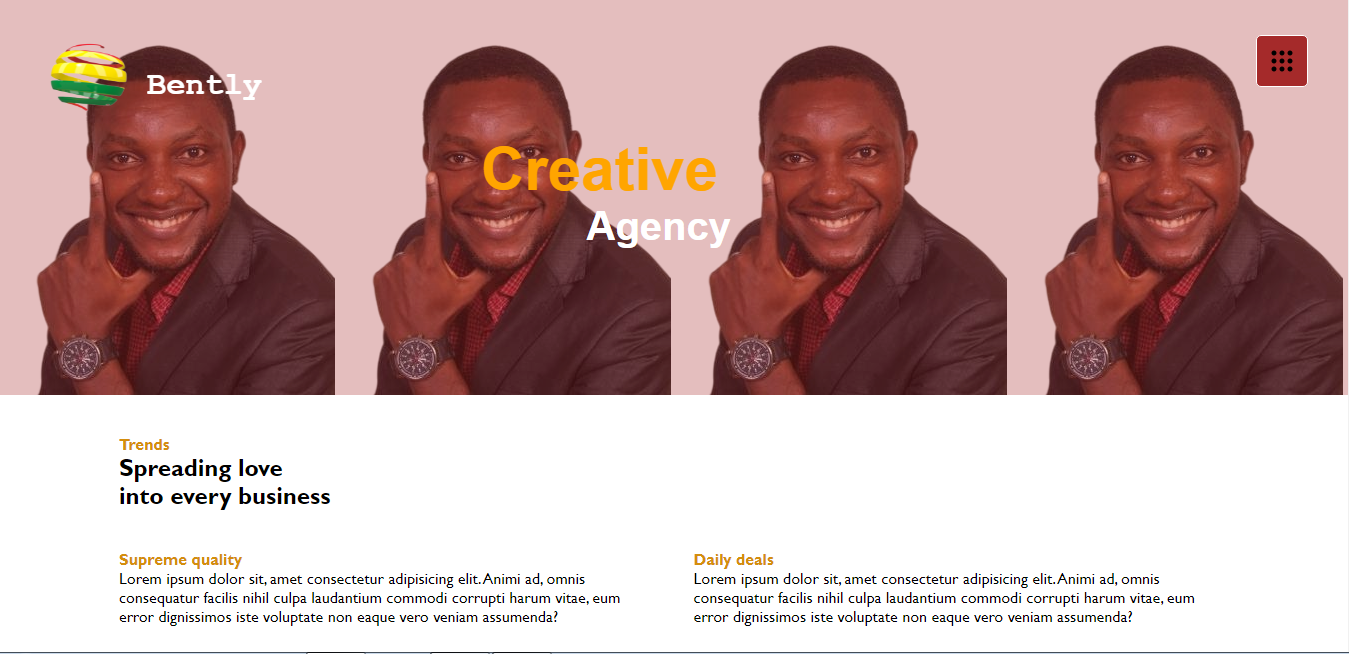 Bently
Creative
Agency
Trends
Spreading love
into every business
Supreme quality
Lorem ipsum dolor sit, amet consectetur adipisicing elit. Animi ad, omnis
consequatur facilis nihil culpa laudantium commodi corrupti harum vitae, eum
error dignissimos iste voluptate non eaque vero veniam assumenda?
Daily deals
Lorem ipsum dolor sit, amet consectetur adipisicing elit. Animi ad, omnis
consequatur facilis nihil culpa laudantium commodi corrupti harum vitae, eum
error dignissimos iste voluptate non eaque vero veniam assumenda?